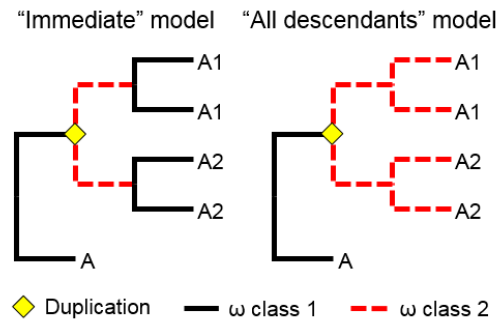 “Immediate” model
“All descendants” model
A1
A1
A2
A2
A
A1
A1
A2
A2
A
Duplication
ω class 1
ω class 2